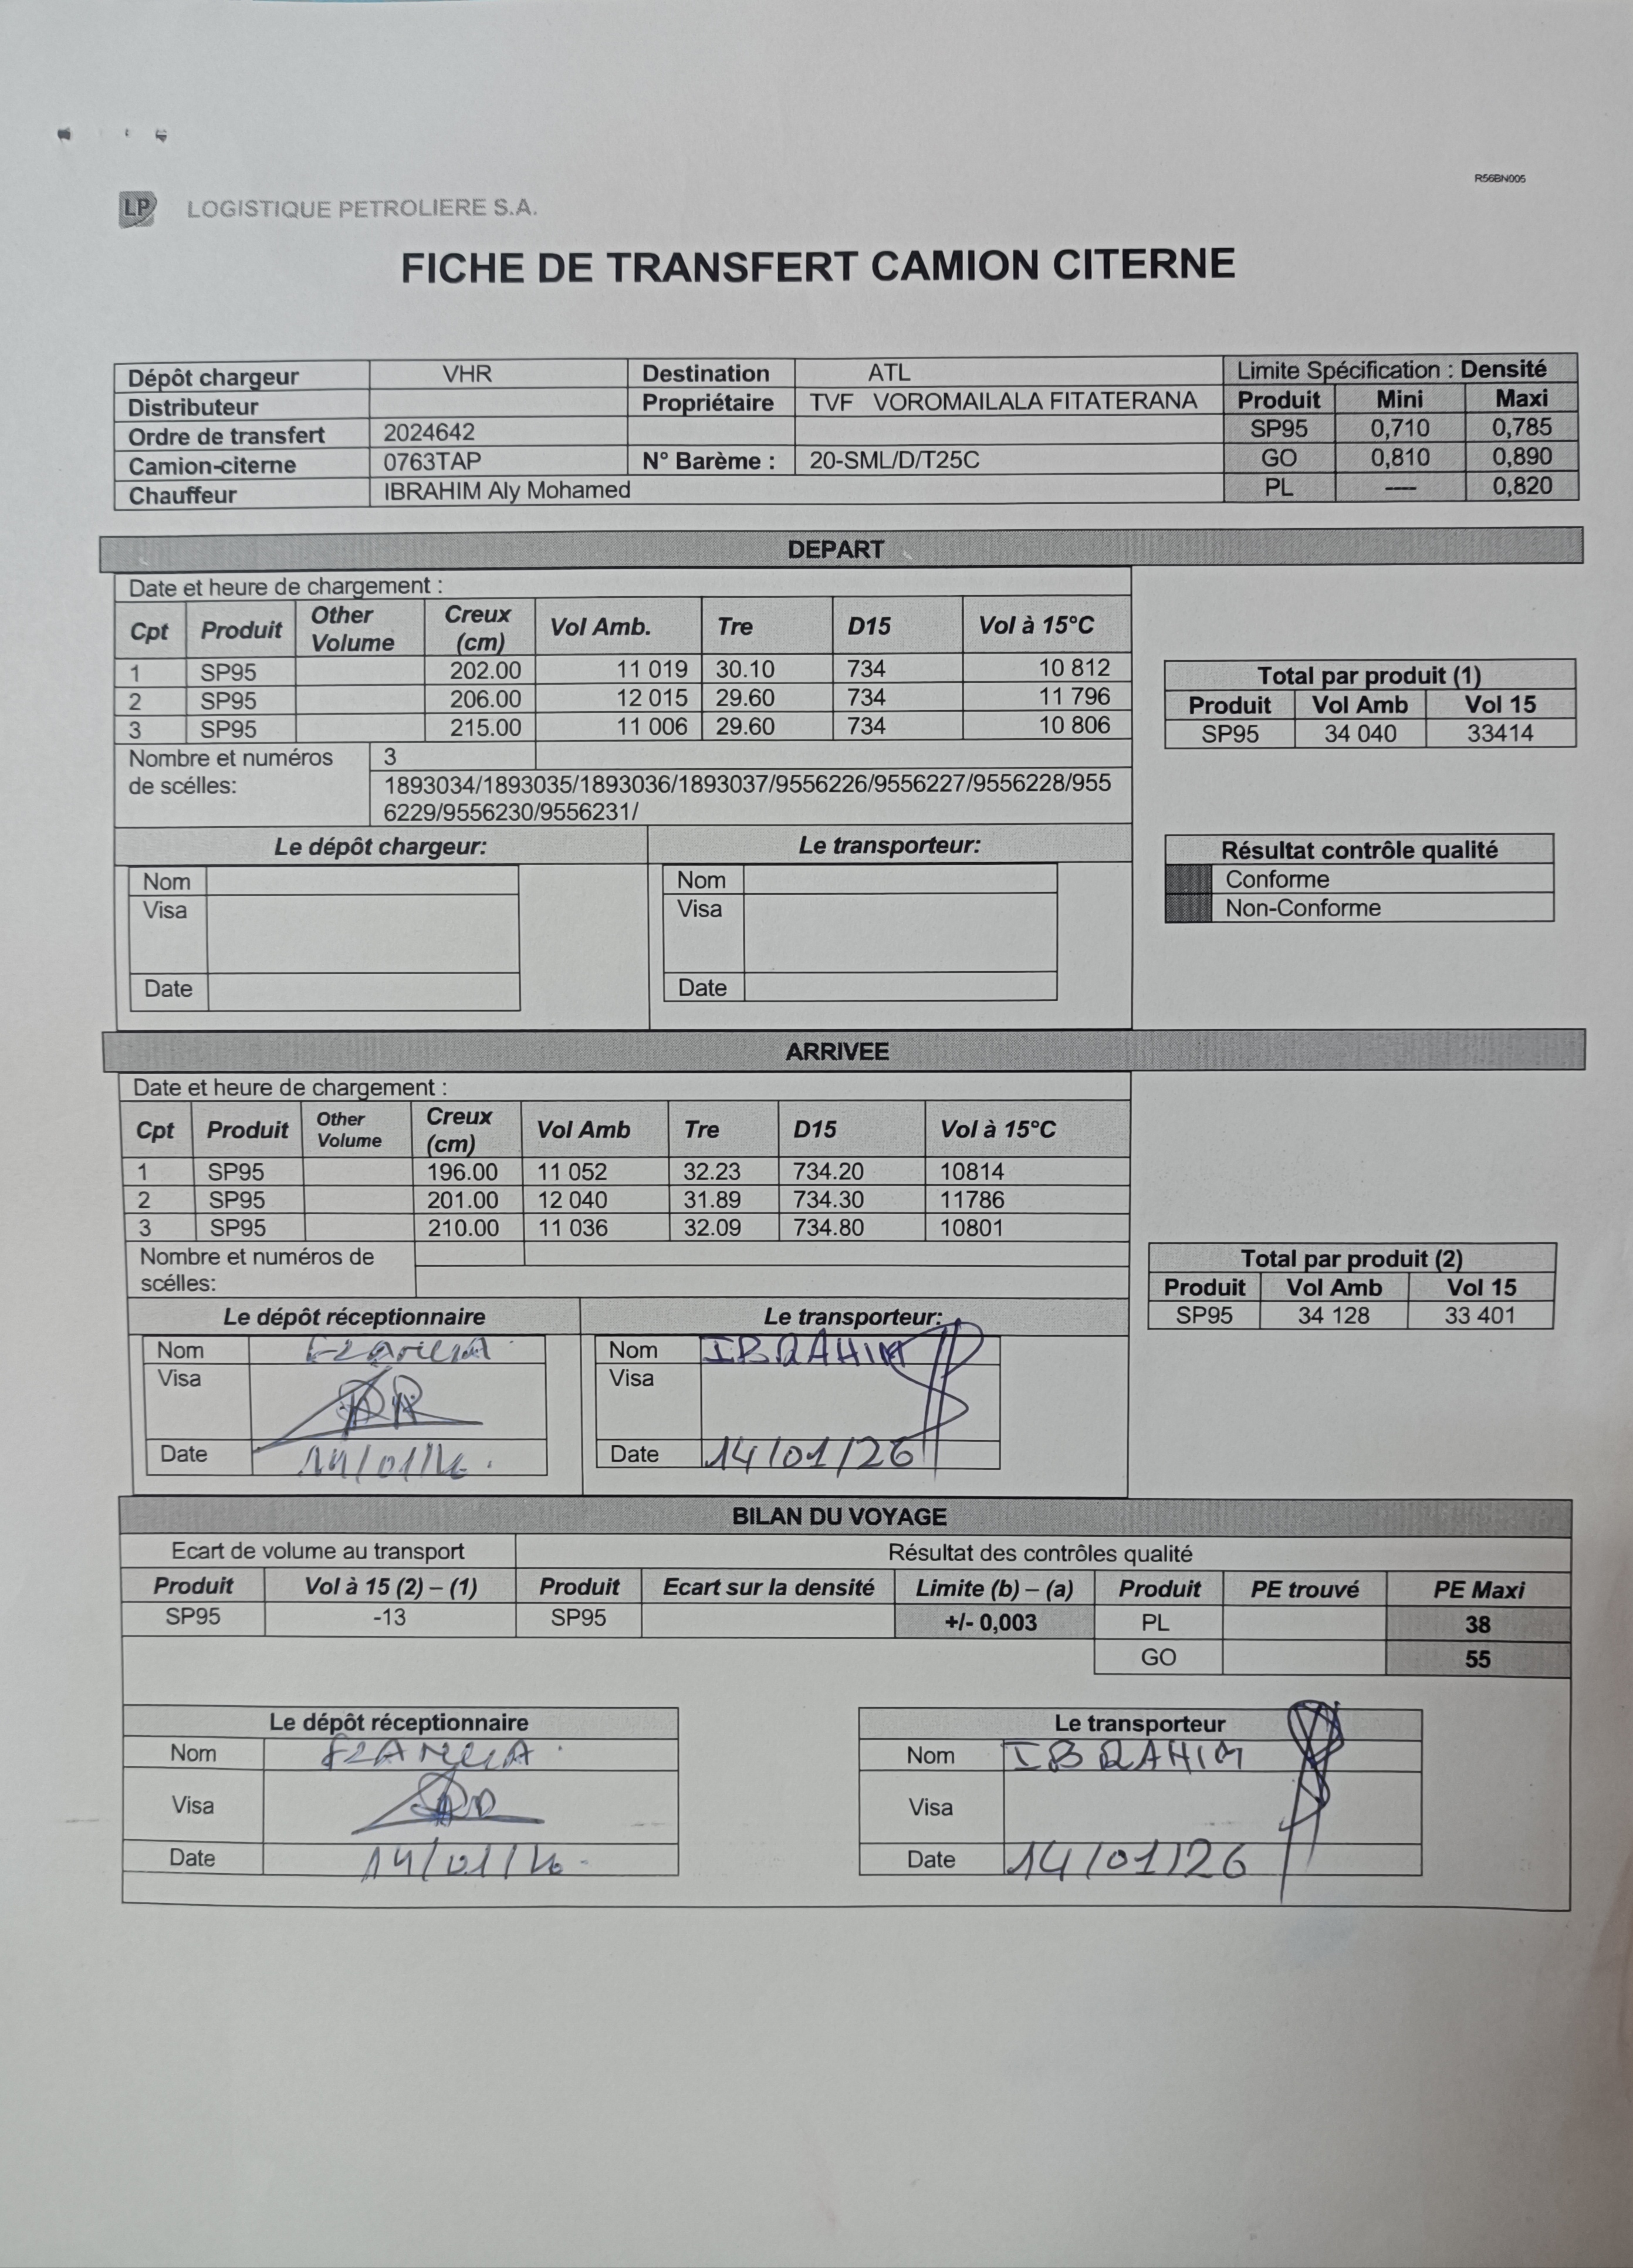 R56BN005
LP LOGISTIQUE PETROLIERE S.A.
FICHE DE TRANSFERT CAMION CITERNE
Dépôt chargeur VHR Destination ATL Limite Spécification : Densité
Distributeur Propriétaire TVF VOROMAILALA FITATERANA Produit Mini Maxi
Ordre de transfert 2024642 SP95 0,710 0,785
Camion-citerne 0763TAP N° Barème : 20-SML/D/T25C GO 0,810 0,890
Chauffeur IBRAHIM Aly Mohamed PL ---- 0,820
DEPART
Date et heure de chargement :
Cpt Produit Other Volume Creux (cm) Vol Amb. Tre D15 Vol à 15°C
1 SP95 202.00 11 019 30.10 734 10 812
2 SP95 206.00 12 015 29.60 734 11 796
3 SP95 215.00 11 006 29.60 734 10 806
Total par produit (1)
Produit Vol Amb Vol 15
SP95 34 040 33414
Nombre et numéros de scélles: 3
1893034/1893035/1893036/1893037/9556226/9556227/9556228/955
6229/9556230/9556231/
Le dépôt chargeur: Le transporteur:
Nom Nom
Visa Visa
Date Date
Résultat contrôle qualité
Conforme
Non-Conforme
ARRIVEE
Date et heure de chargement :
Cpt Produit Other Volume Creux (cm) Vol Amb Tre D15 Vol à 15°C
1 SP95 196.00 11 052 32.23 734.20 10814
2 SP95 201.00 12 040 31.89 734.30 11786
3 SP95 210.00 11 036 32.09 734.80 10801
Nombre et numéros de
scélles:
Total par produit (2)
Produit Vol Amb Vol 15
SP95 34 128 33 401
Le dépôt réceptionnaire Le transporteur:
Nom Nom IBRAHIM
Visa Visa
Date Date 14/01/26
BILAN DU VOYAGE
Ecart de volume au transport Résultat des contrôles qualité
Produit Vol à 15 (2) – (1) Produit Ecart sur la densité Limite (b) – (a) Produit PE trouvé PE Maxi
SP95 -13 SP95 +/- 0,003 PL 38
GO 55
Le dépôt réceptionnaire Le transporteur
Nom Nom IBRAHIM
Visa Visa
Date Date 14/01/26